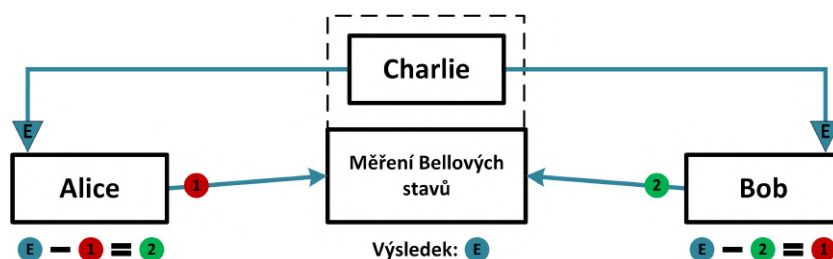 Charlie
E
E
Alice
1
Měření Bellových
stavů
2
Bob
E – 1 = 2
Výsledek: E
E – 2 = 1